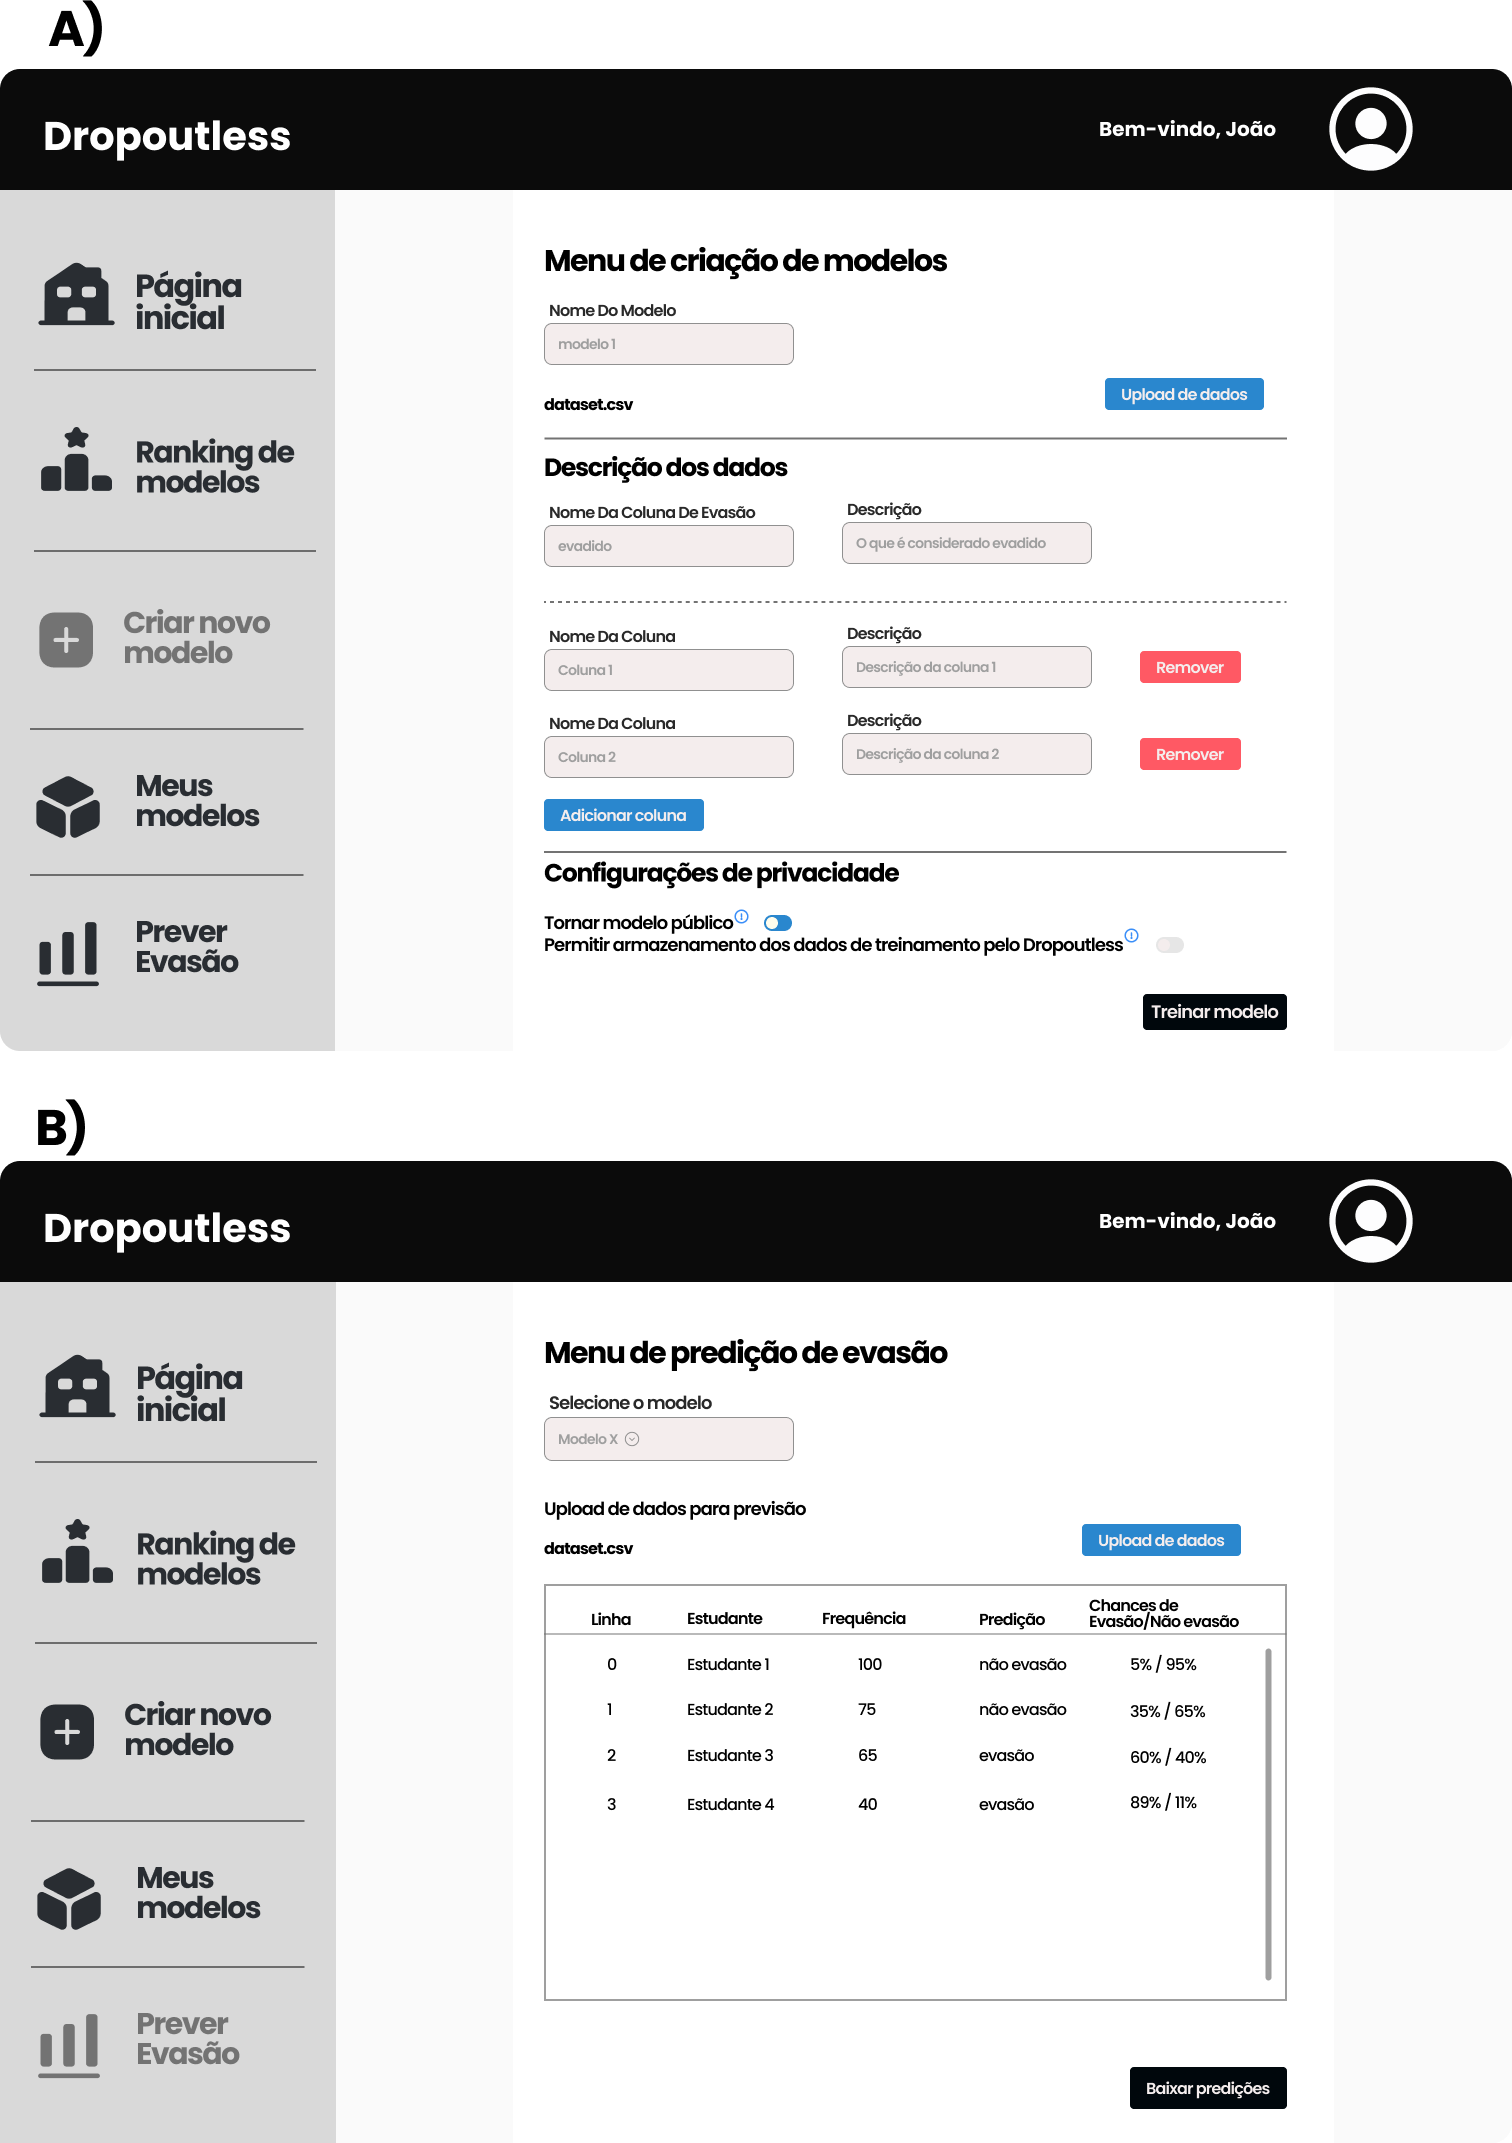 A)
Dropoutless
Bem-vindo, João
Página
inicial
Ranking de
modelos
Criar novo
modelo
Meus
modelos
Prever
Evasão
Menu de criação de modelos
Nome Do Modelo
modelo 1
dataset.csv
Upload de dados
Descrição dos dados
Nome Da Coluna De Evasão
Descrição
evadido
O que é considerado evadido
Nome Da Coluna
Descrição
Coluna 1
Descrição da coluna 1
Remover
Nome Da Coluna
Descrição
Coluna 2
Descrição da coluna 2
Remover
Adicionar coluna
Configurações de privacidade
Tornar modelo público
Permitir armazenamento dos dados de treinamento pelo Dropoutless
Treinar modelo
B)
Dropoutless
Bem-vindo, João
Página
inicial
Ranking de
modelos
Criar novo
modelo
Meus
modelos
Prever
Evasão
Menu de predição de evasão
Selecione o modelo
Modelo X
Upload de dados para previsão
dataset.csv
Upload de dados
Linha Estudante Frequência Predição Chances de
Evasão/Não evasão
0 Estudante 1 100 não evasão 5% / 95%
1 Estudante 2 75 não evasão 35% / 65%
2 Estudante 3 65 evasão 60% / 40%
3 Estudante 4 40 evasão 89% / 11%
Baixar predições